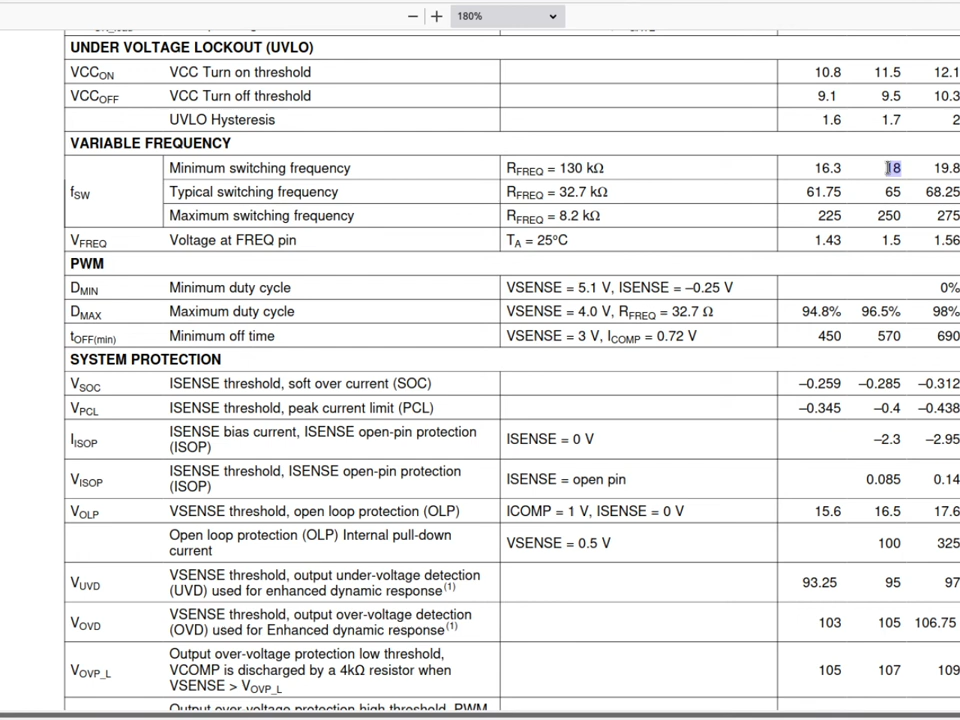 180%
UNDER VOLTAGE LOCKOUT (UVLO)
VCCON VCC Turn on threshold 10.8 11.5 12.1
VCCOFF VCC Turn off threshold 9.1 9.5 10.3
UVLO Hysteresis 1.6 1.7 2
VARIABLE FREQUENCY
Minimum switching frequency RFREQ = 130 kΩ 16.3 18 19.8
fSW Typical switching frequency RFREQ = 32.7 kΩ 61.75 65 68.25
Maximum switching frequency RFREQ = 8.2 kΩ 225 250 275
VFREQ Voltage at FREQ pin TA = 25°C 1.43 1.5 1.56
PWM
DMIN Minimum duty cycle VSENSE = 5.1 V, ISENSE = –0.25 V 0%
DMAX Maximum duty cycle VSENSE = 4.0 V, RFREQ = 32.7 Ω 94.8% 96.5% 98%
tOFF(min) Minimum off time VSENSE = 3 V, ICOMP = 0.72 V 450 570 690
SYSTEM PROTECTION
VSOC ISENSE threshold, soft over current (SOC) –0.259 –0.285 –0.312
VPCL ISENSE threshold, peak current limit (PCL) –0.345 –0.4 –0.438
IISOP ISENSE bias current, ISENSE open-pin protection
(ISOP) ISENSE = 0 V –2.3 –2.95
VISOP ISENSE threshold, ISENSE open-pin protection
(ISOP) ISENSE = open pin 0.085 0.14
VOLP VSENSE threshold, open loop protection (OLP) ICOMP = 1 V, ISENSE = 0 V 15.6 16.5 17.6
Open loop protection (OLP) Internal pull-down
current VSENSE = 0.5 V 100 325
VUVD VSENSE threshold, output under-voltage detection
(UVD) used for enhanced dynamic response(1) 93.25 95 97
VOVD VSENSE threshold, output over-voltage detection
(OVD) used for Enhanced dynamic response(1) 103 105 106.75
Output over-voltage protection low threshold,
VOVP_L VCOMP is discharged by a 4kΩ resistor when 105 107 109
VSENSE > VOVP_L
Output over-voltage protection high threshold, PWM